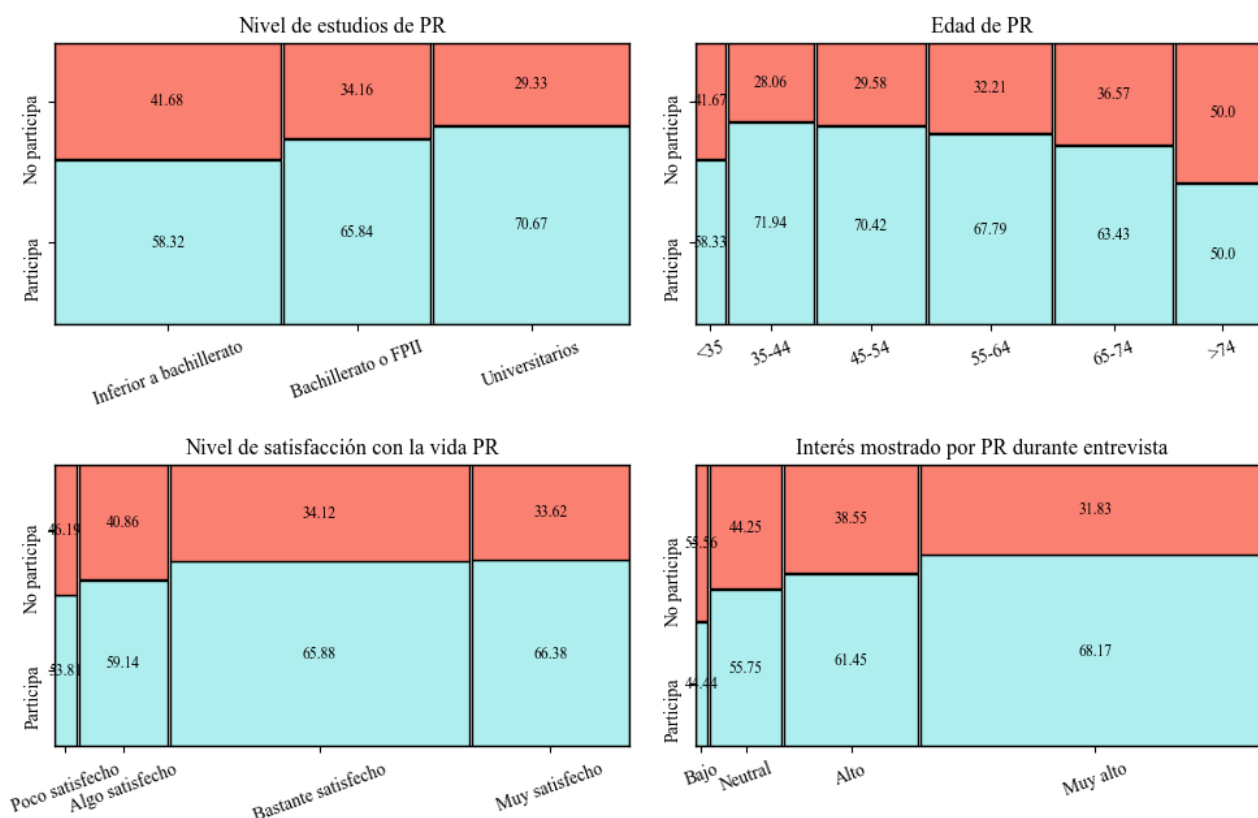 Nivel de estudios de PR
No participa
Participa
41.68
34.16
29.33
58.32
65.84
70.67
Inferior a bachillerato
Bachillerato o FPII
Universitarios
Edad de PR
No participa
Participa
41.67
28.06
29.58
32.21
36.57
50.0
58.33
71.94
70.42
67.79
63.43
50.0
<35
35-44
45-54
55-64
65-74
>74
Nivel de satisfacción con la vida PR
No participa
Participa
46.19
40.86
34.12
33.62
53.81
59.14
65.88
66.38
Poco satisfecho
Algo satisfecho
Bastante satisfecho
Muy satisfecho
Interés mostrado por PR durante entrevista
No participa
Participa
55.56
44.25
38.55
31.83
44.44
55.75
61.45
68.17
Bajo
Neutral
Alto
Muy alto